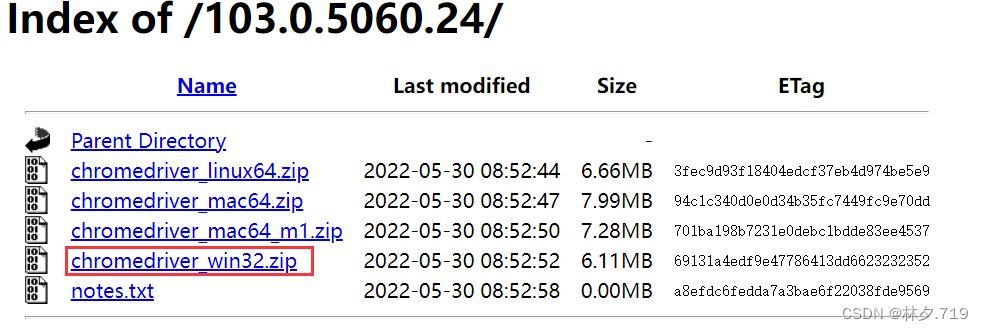 Index of /103.0.5060.24/
Name Last modified Size ETag
Parent Directory -
chromedriver_linux64.zip 2022-05-30 08:52:44 6.66MB 3fec9d93f18404edcf37eb4d974be5e9
chromedriver_mac64.zip 2022-05-30 08:52:47 7.99MB 94c1c340d0e0d34b35fc7449fc9e70dd
chromedriver_mac64_m1.zip 2022-05-30 08:52:50 7.28MB 701ba198b7231e0debc1bdde83ee4537
chromedriver_win32.zip 2022-05-30 08:52:52 6.11MB 69131a4edf9e47786413dd6623232352
notes.txt 2022-05-30 08:52:58 0.00MB a8efdc6fedda7a3bae6f22038fde9569
CSDN @林夕.719